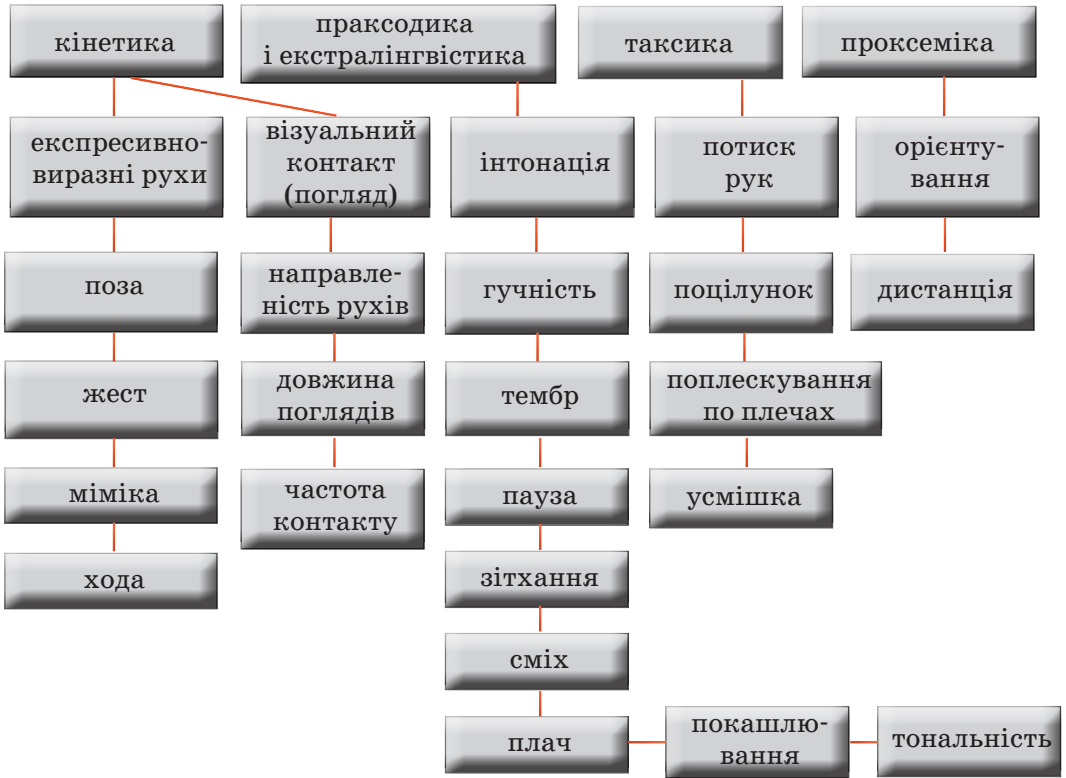 кінетика
праксодика
і екстралінгвістика
таксика
проксеміка
експресивно-
виразні рухи
візуальний
контакт
(погляд)
інтонація
потиск
рук
орієнту-
вання
поза
направле-
ність рухів
гучність
поцілунок
дистанція
жест
довжина
поглядів
тембр
поплескування
по плечах
міміка
частота
контакту
пауза
усмішка
хода
зітхання
сміх
плач
покашлю-
вання
тональність